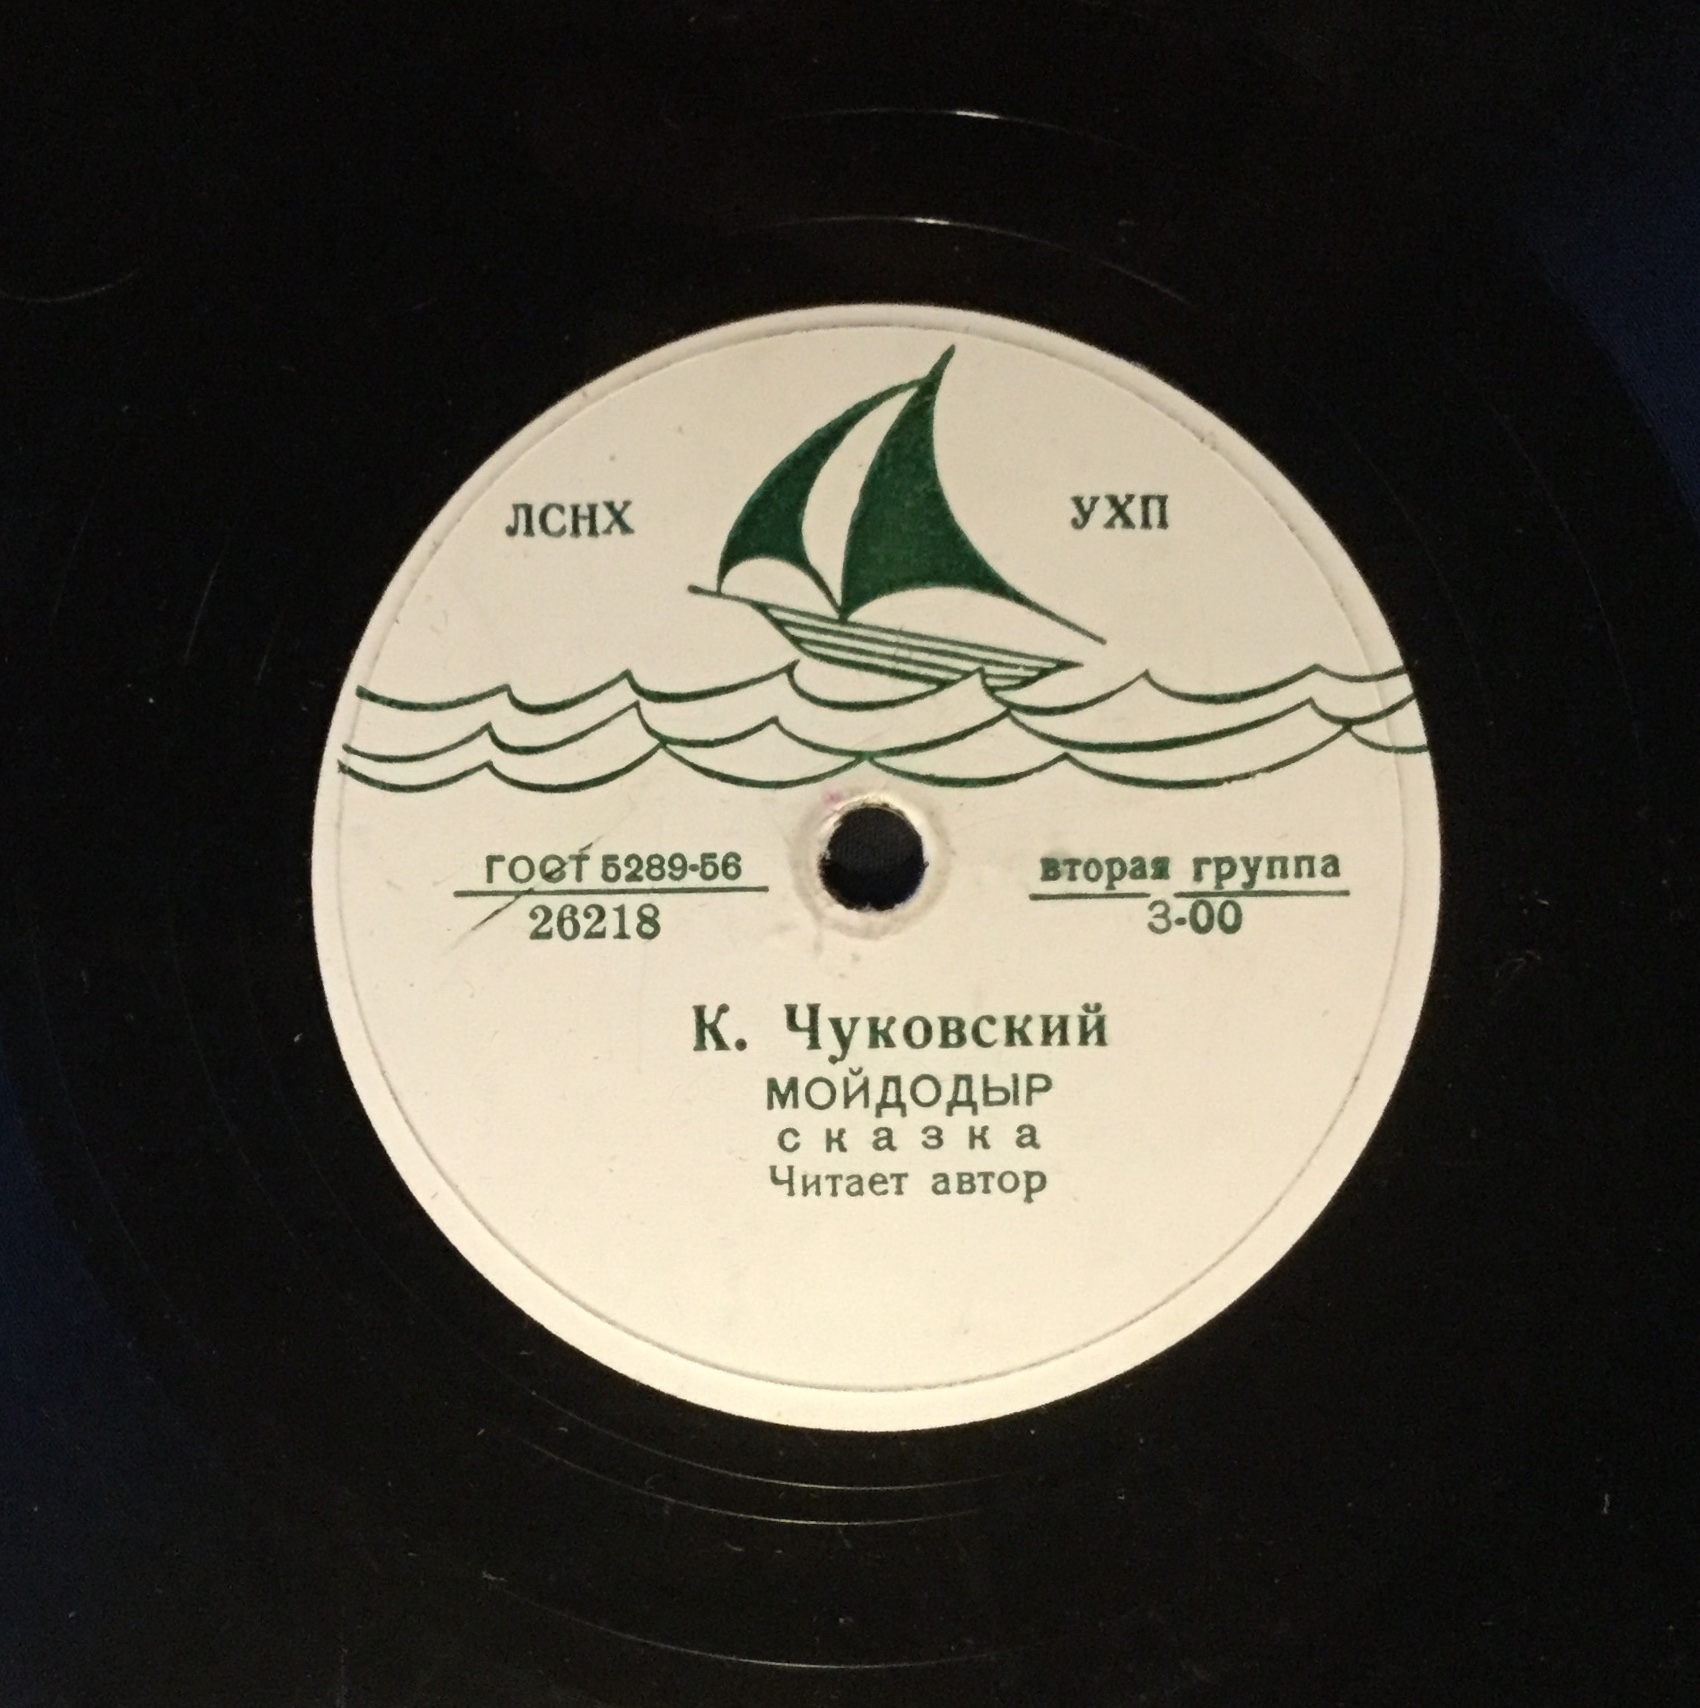 ЛСНХ УХП
ГОСТ 5289-56 вторая группа
26218 3-00
К. Чуковский
МОЙДОДЫР
сказка
Читает автор